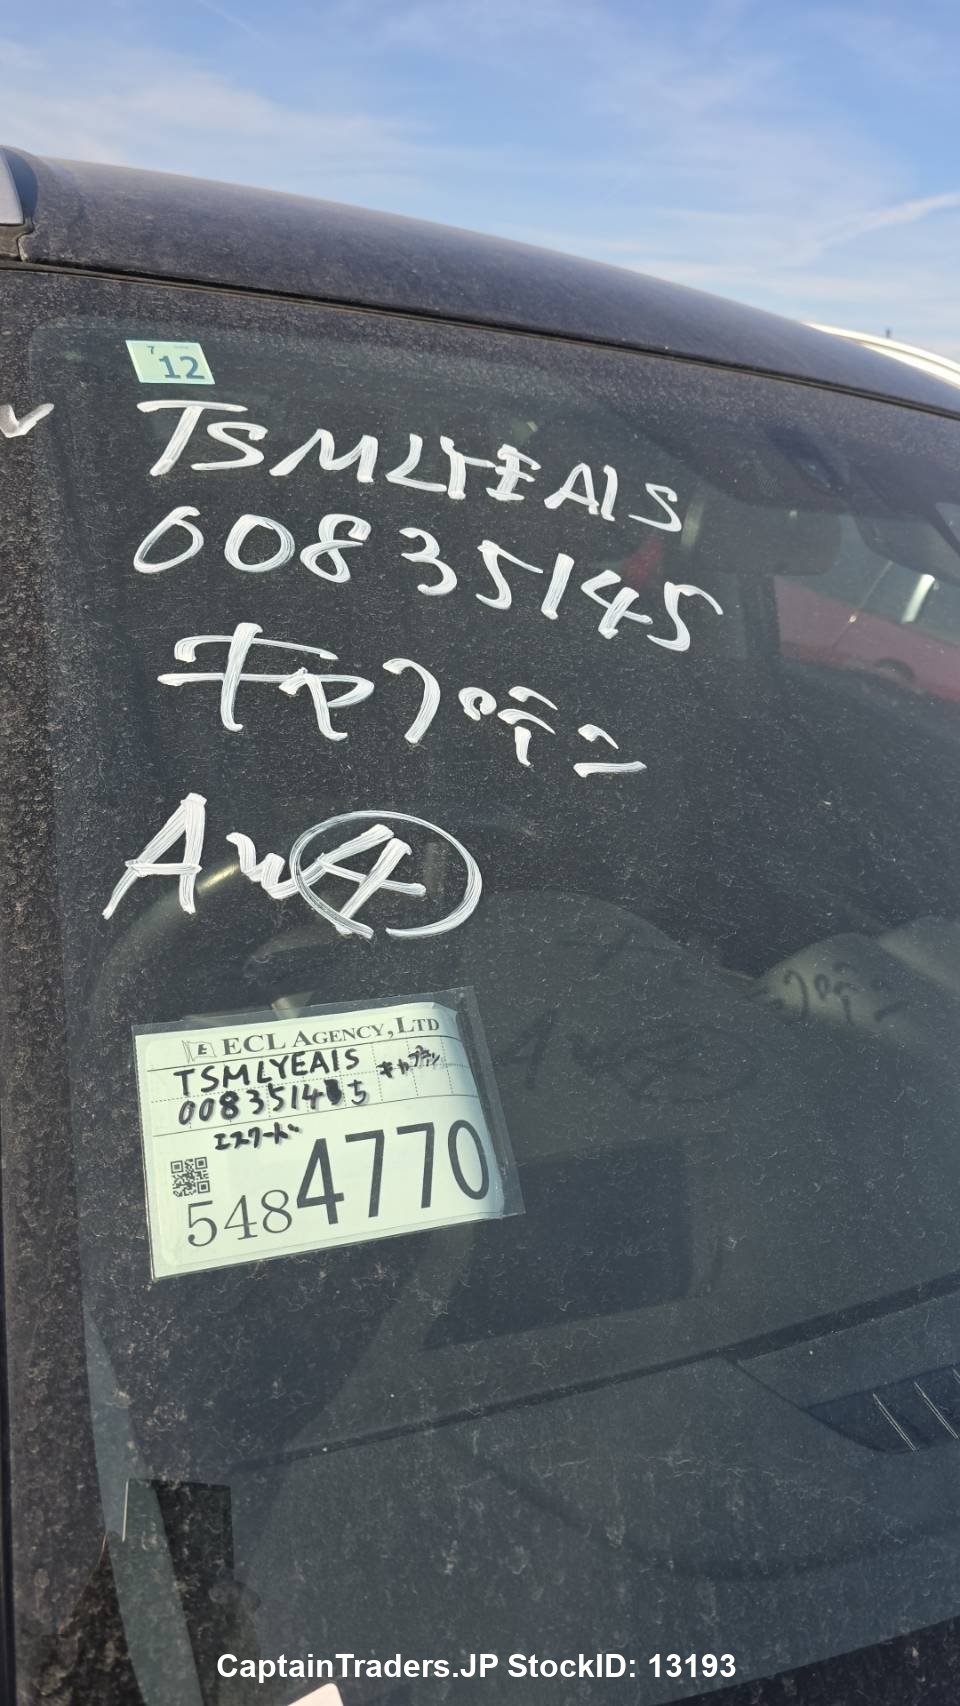 7
12
TSMLYEA1S
00835145
キャプテン
AW4
E ECL AGENCY, LTD
TSMLYEA1S キャプテン
00835145
エスクード
5484770
CaptainTraders.JP StockID: 13193